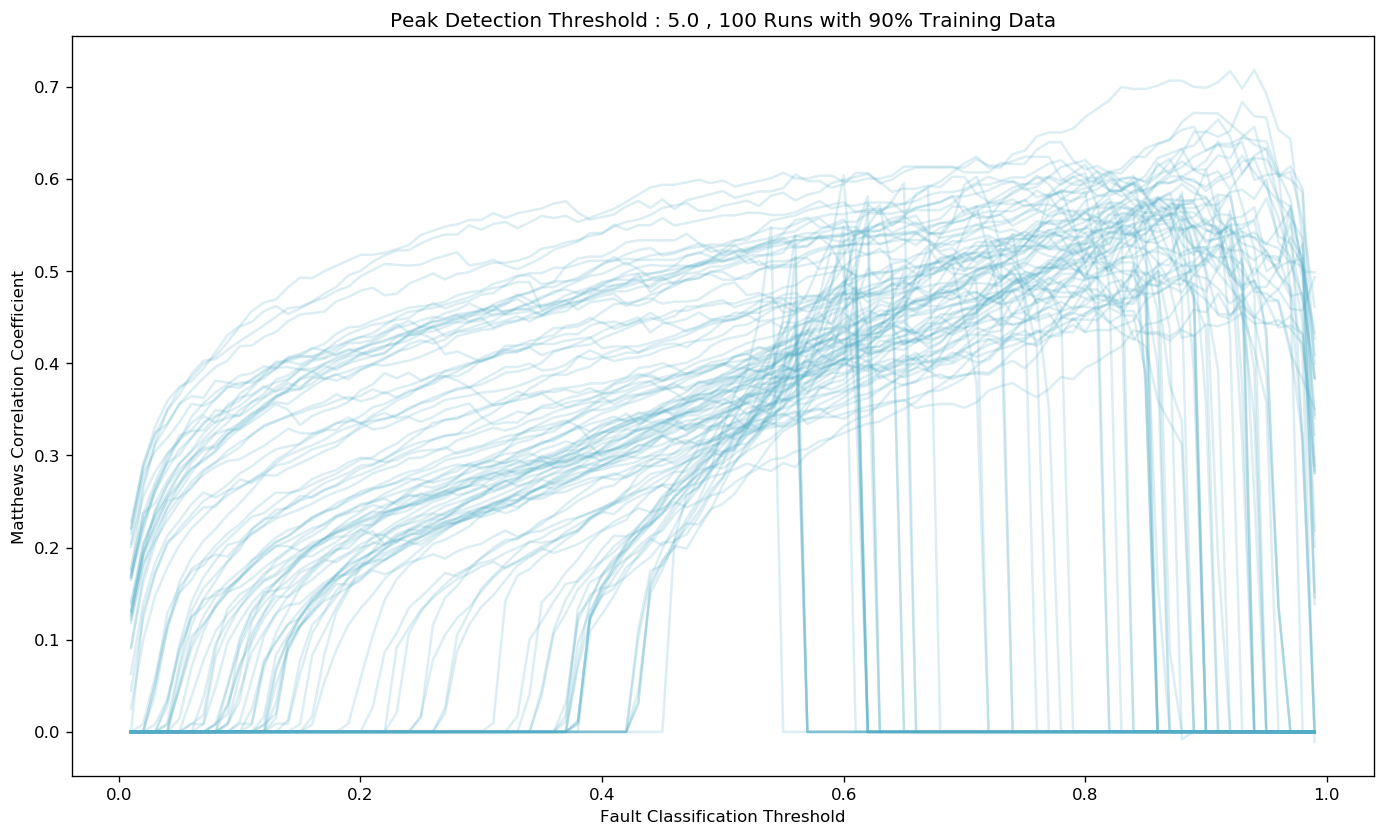 Peak Detection Threshold : 5.0 , 100 Runs with 90% Training Data
Matthews Correlation Coefficient
0.7
0.6
0.5
0.4
0.3
0.2
0.1
0.0
0.0 0.2 0.4 0.6 0.8 1.0
Fault Classification Threshold